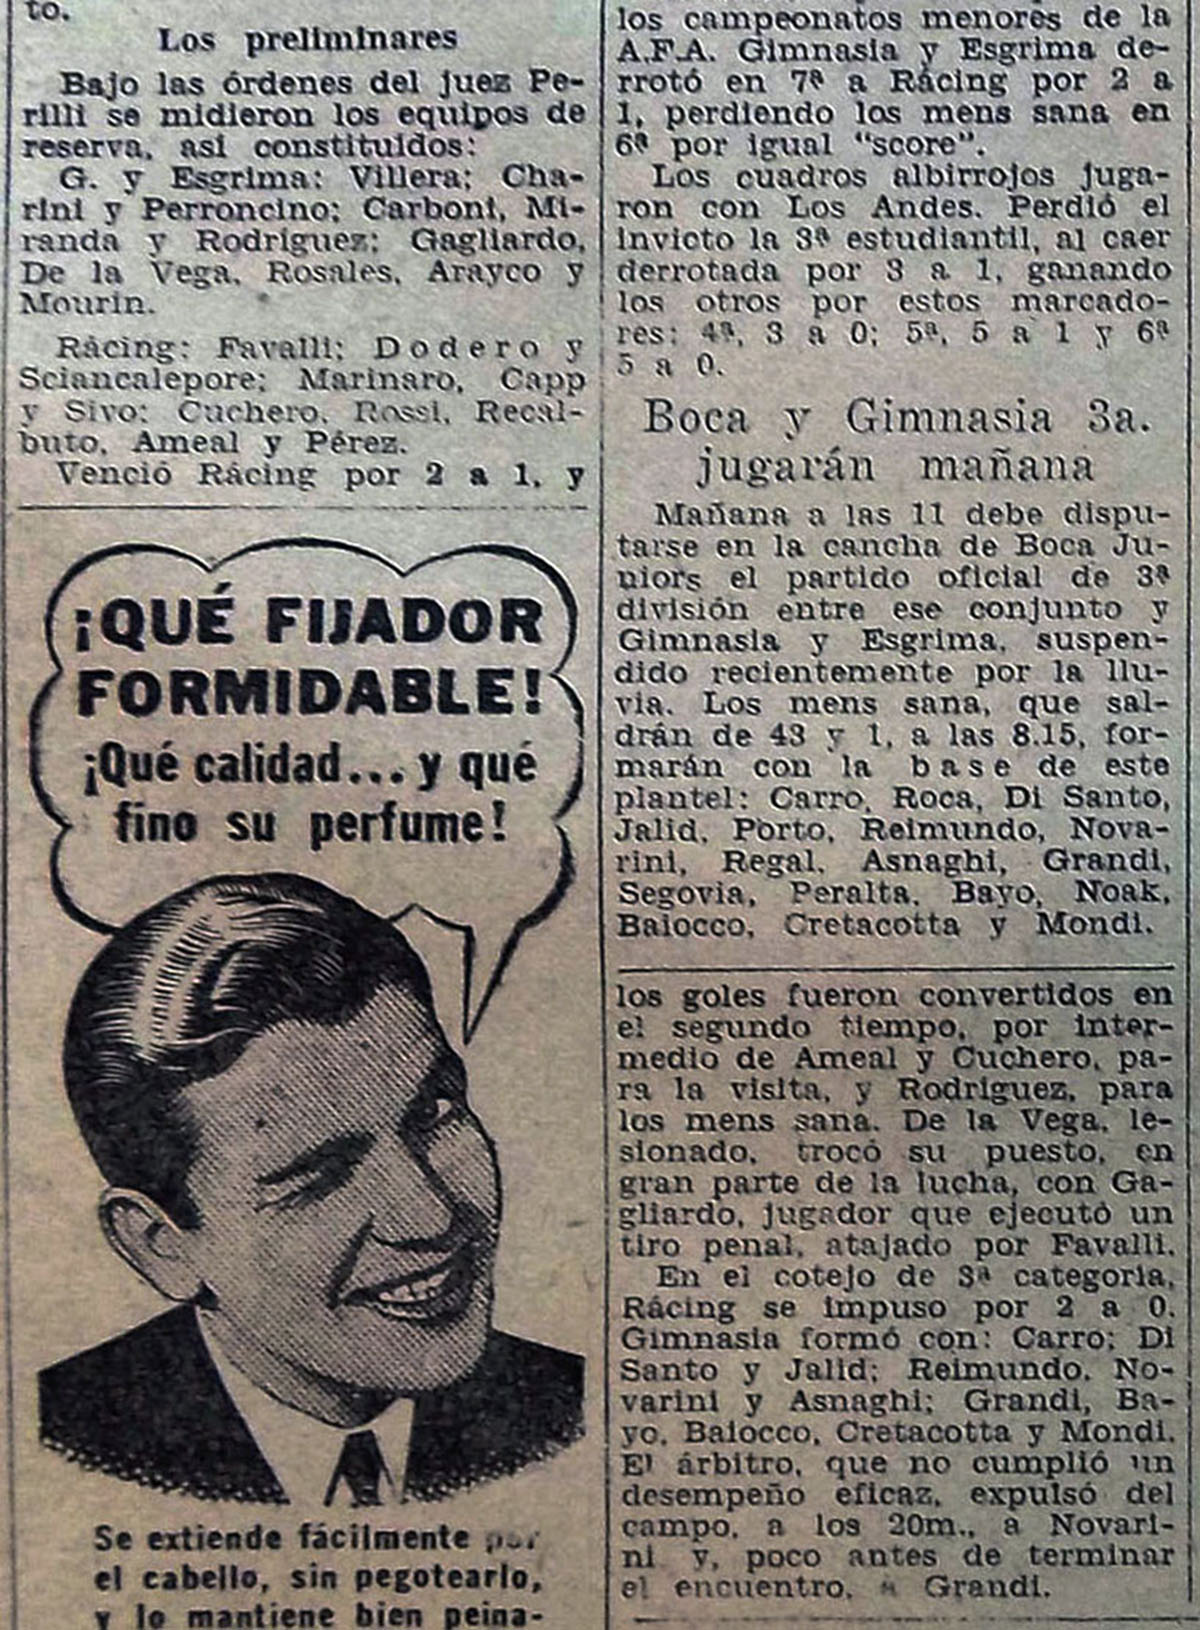 to.
Los preliminares
Bajo las órdenes del juez Pe-
rilli se midieron los equipos de
reserva, así constituídos:
G. y Esgrima: Villera; Cha-
rini y Perroncino; Carboni, Mi-
randa y Rodríguez; Gagliardo,
De la Vega, Rosales, Arayco y
Mourin.
Rácing: Favalli; Dodero y
Sciancalepore; Marinaro, Capp
y Sivo; Cuchero, Rossi, Recal-
buto, Ameal y Pérez.
Venció Rácing por 2 a 1, y
¡QUÉ FIJADOR
FORMIDABLE!
¡Qué calidad... y qué
fino su perfume!
Se extiende fácilmente por
el cabello, sin pegotearlo,
y lo mantiene bien peina-
los campeonatos menores de la
A.F.A. Gimnasia y Esgrima de-
rrotó en 7ª a Rácing por 2 a
1, perdiendo los mens sana en
6ª por igual "score".
Los cuadros albirrojos juga-
ron con Los Andes. Perdió el
invicto la 3ª estudiantil, al caer
derrotada por 3 a 1, ganando
los otros por estos marcado-
res: 4ª, 3 a 0; 5ª, 5 a 1 y 6ª
5 a 0.
Boca y Gimnasia 3a.
jugarán mañana
Mañana a las 11 debe dispu-
tarse en la cancha de Boca Ju-
niors el partido oficial de 3ª
división entre ese conjunto y
Gimnasia y Esgrima, suspen-
dido recientemente por la llu-
via. Los mens sana, que sal-
drán de 43 y 1, a las 8.15, for-
marán con la base de este
plantel: Carro, Roca, Di Santo,
Jalid, Porto, Reimundo, Nova-
rini, Regal, Asnaghi, Grandi,
Segovia, Peralta, Bayo, Noak,
Baiocco, Cretacotta y Mondi.
los goles fueron convertidos en
el segundo tiempo, por inter-
medio de Ameal y Cuchero, pa-
ra la visita, y Rodríguez, para
los mens sana. De la Vega, le-
sionado, trocó su puesto, en
gran parte de la lucha, con Ga-
gliardo, jugador que ejecutó un
tiro penal, atajado por Favalli.
En el cotejo de 3ª categoría,
Rácing se impuso por 2 a 0.
Gimnasia formó con: Carro; Di
Santo y Jalid; Reimundo, No-
varini y Asnaghi; Grandi, Ba-
yo, Baiocco, Cretacotta y Mondi.
El árbitro, que no cumplió un
desempeño eficaz, expulsó del
campo, a los 20m., a Novari-
ni y, poco antes de terminar
el encuentro, a Grandi.